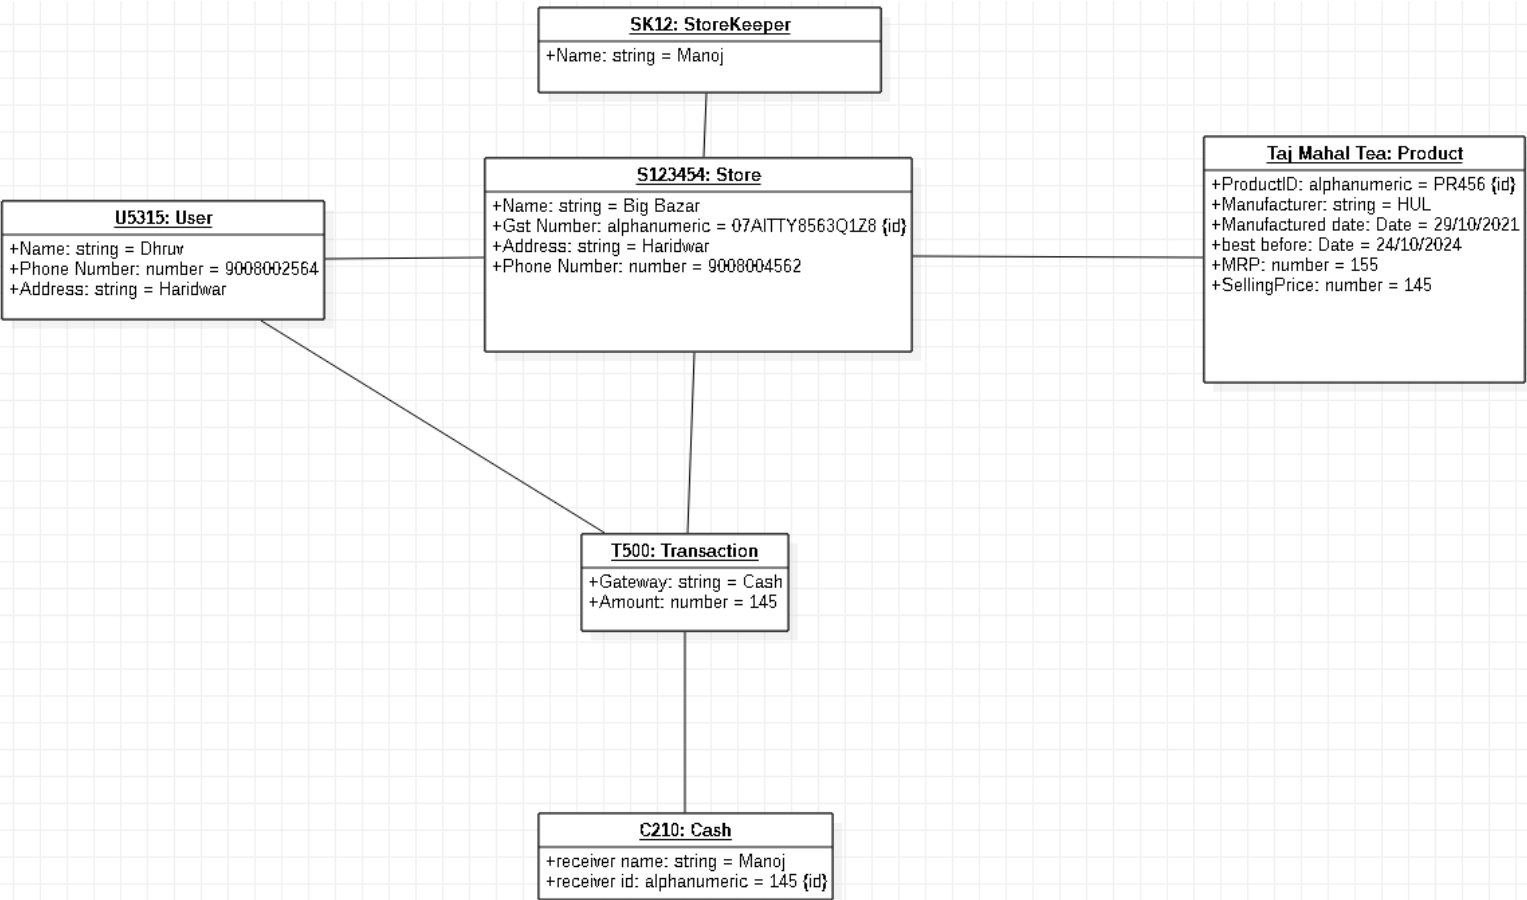 SK12: StoreKeeper
+Name: string = Manoj
S123454: Store
+Name: string = Big Bazar
+Gst Number: alphanumeric = 07AITTY8563Q1Z8 {id}
+Address: string = Haridwar
+Phone Number: number = 9008004562
Taj Mahal Tea: Product
+ProductID: alphanumeric = PR456 {id}
+Manufacturer: string = HUL
+Manufactured date: Date = 29/10/2021
+best before: Date = 24/10/2024
+MRP: number = 155
+SellingPrice: number = 145
U5315: User
+Name: string = Dhruv
+Phone Number: number = 9008002564
+Address: string = Haridwar
T500: Transaction
+Gateway: string = Cash
+Amount: number = 145
C210: Cash
+receiver name: string = Manoj
+receiver id: alphanumeric = 145 {id}